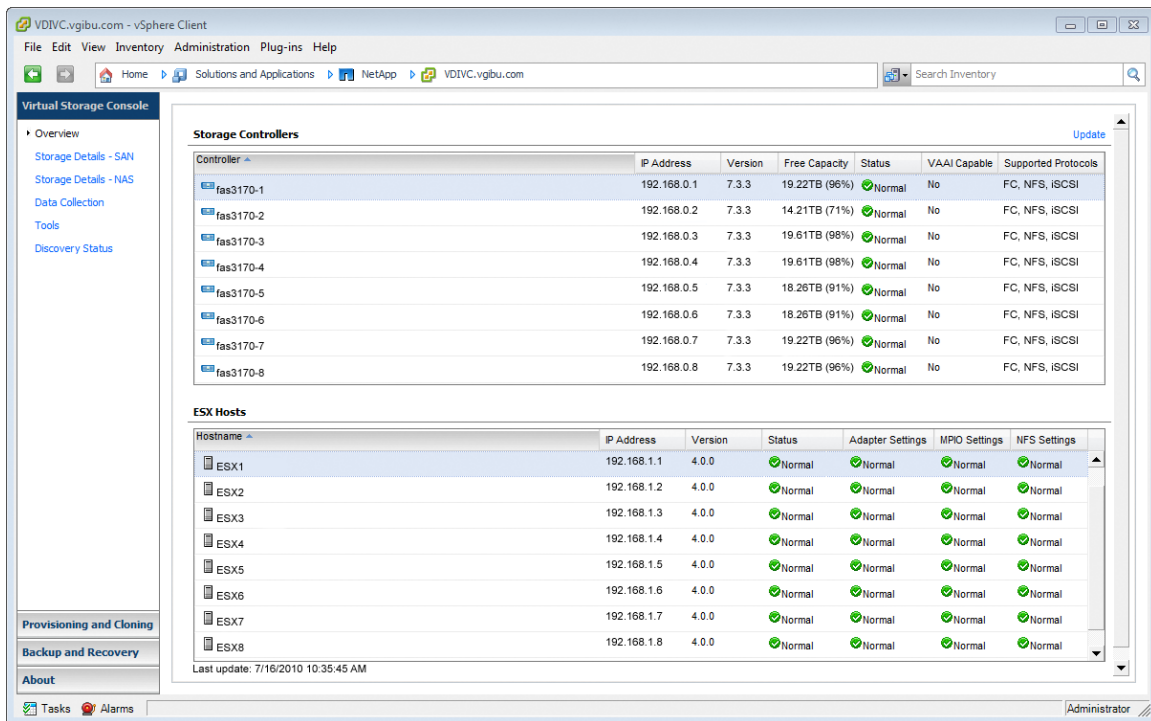 VDIVC.vgibu.com - vSphere Client
File Edit View Inventory Administration Plug-ins Help
Home Solutions and Applications NetApp VDIVC.vgibu.com Search Inventory
Virtual Storage Console
Overview
Storage Details - SAN
Storage Details - NAS
Data Collection
Tools
Discovery Status
Provisioning and Cloning
Backup and Recovery
About
Storage Controllers Update
Controller IP Address Version Free Capacity Status VAAI Capable Supported Protocols
fas3170-1 192.168.0.1 7.3.3 19.22TB (96%) Normal No FC, NFS, iSCSI
fas3170-2 192.168.0.2 7.3.3 14.21TB (71%) Normal No FC, NFS, iSCSI
fas3170-3 192.168.0.3 7.3.3 19.61TB (98%) Normal No FC, NFS, iSCSI
fas3170-4 192.168.0.4 7.3.3 19.61TB (98%) Normal No FC, NFS, iSCSI
fas3170-5 192.168.0.5 7.3.3 18.26TB (91%) Normal No FC, NFS, iSCSI
fas3170-6 192.168.0.6 7.3.3 18.26TB (91%) Normal No FC, NFS, iSCSI
fas3170-7 192.168.0.7 7.3.3 19.22TB (96%) Normal No FC, NFS, iSCSI
fas3170-8 192.168.0.8 7.3.3 19.22TB (96%) Normal No FC, NFS, iSCSI
ESX Hosts
Hostname IP Address Version Status Adapter Settings MPIO Settings NFS Settings
ESX1 192.168.1.1 4.0.0 Normal Normal Normal Normal
ESX2 192.168.1.2 4.0.0 Normal Normal Normal Normal
ESX3 192.168.1.3 4.0.0 Normal Normal Normal Normal
ESX4 192.168.1.4 4.0.0 Normal Normal Normal Normal
ESX5 192.168.1.5 4.0.0 Normal Normal Normal Normal
ESX6 192.168.1.6 4.0.0 Normal Normal Normal Normal
ESX7 192.168.1.7 4.0.0 Normal Normal Normal Normal
ESX8 192.168.1.8 4.0.0 Normal Normal Normal Normal
Last update: 7/16/2010 10:35:45 AM
Tasks Alarms Administrator